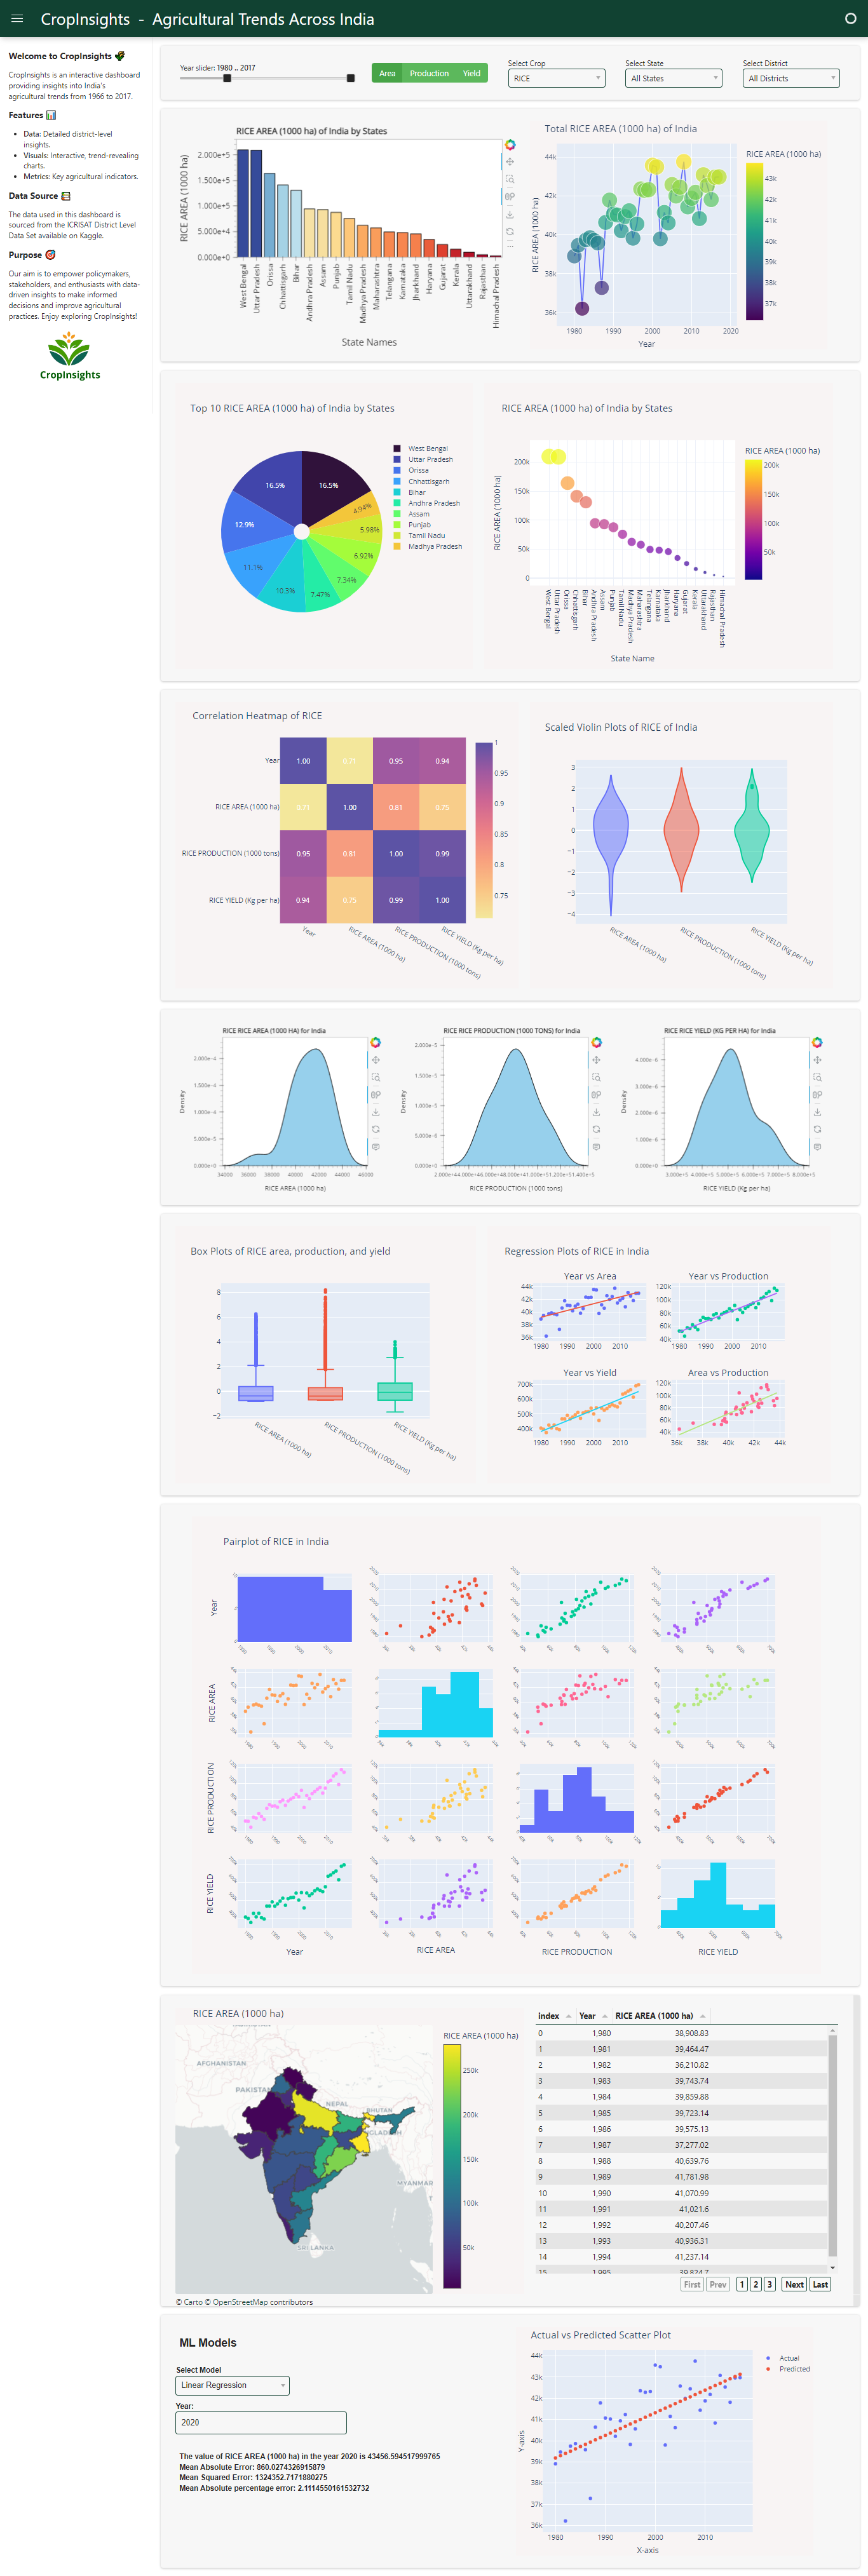 CropInsights - Agricultural Trends Across India
Welcome to CropInsights
CropInsights is an interactive dashboard
providing insights into India's
agricultural trends from 1966 to 2017.
Features
Data: Detailed district-level
insights.
Visuals: Interactive, trend-revealing
charts.
Metrics: Key agricultural indicators.
Data Source
The data used in this dashboard is
sourced from the ICRISAT District Level
Data Set available on Kaggle.
Purpose
Our aim is to empower policymakers,
stakeholders, and enthusiasts with data-
driven insights to make informed
decisions and improve agricultural
practices. Enjoy exploring CropInsights!
CropInsights
Year slider: 1980 .. 2017
Area Production Yield
Select Crop
RICE
Select State
All States
Select District
All Districts
RICE AREA (1000 ha) of India by States
RICE AREA (1000 ha)
2.000e+5
1.500e+5
1.000e+5
5.000e+4
0.000e+0
West Bengal
Uttar Pradesh
Orissa
Chhattisgarh
Bihar
Andhra Pradesh
Assam
Punjab
Tamil Nadu
Madhya Pradesh
Maharashtra
Telangana
Karnataka
Jharkhand
Haryana
Gujarat
Kerala
Uttarakhand
Rajasthan
Himachal Pradesh
State Names
Total RICE AREA (1000 ha) of India
RICE AREA (1000 ha)
44k
42k
40k
38k
36k
1980 1990 2000 2010 2020
Year
RICE AREA (1000 ha)
43k
42k
41k
40k
39k
38k
37k
Top 10 RICE AREA (1000 ha) of India by States
16.5%
16.5%
12.9%
11.1%
10.3%
7.47%
7.34%
6.92%
5.98%
4.94%
West Bengal
Uttar Pradesh
Orissa
Chhattisgarh
Bihar
Andhra Pradesh
Assam
Punjab
Tamil Nadu
Madhya Pradesh
RICE AREA (1000 ha) of India by States
RICE AREA (1000 ha)
200k
150k
100k
50k
0
West Bengal
Uttar Pradesh
Orissa
Chhattisgarh
Bihar
Andhra Pradesh
Assam
Punjab
Tamil Nadu
Madhya Pradesh
Maharashtra
Telangana
Karnataka
Jharkhand
Haryana
Gujarat
Kerala
Uttarakhand
Rajasthan
Himachal Pradesh
State Name
RICE AREA (1000 ha)
200k
150k
100k
50k
Correlation Heatmap of RICE
Year 1.00 0.71 0.95 0.94
RICE AREA (1000 ha) 0.71 1.00 0.81 0.75
RICE PRODUCTION (1000 tons) 0.95 0.81 1.00 0.99
RICE YIELD (Kg per ha) 0.94 0.75 0.99 1.00
Year
RICE AREA (1000 ha)
RICE PRODUCTION (1000 tons)
RICE YIELD (Kg per ha)
1
0.95
0.9
0.85
0.8
0.75
Scaled Violin Plots of RICE of India
3
2
1
0
−1
−2
−3
−4
RICE AREA (1000 ha)
RICE PRODUCTION (1000 tons)
RICE YIELD (Kg per ha)
RICE RICE AREA (1000 HA) for India
Density
2.000e-4
1.500e-4
1.000e-4
5.000e-5
0.000e+0
34000 36000 38000 40000 42000 44000 46000
RICE AREA (1000 ha)
RICE RICE PRODUCTION (1000 TONS) for India
Density
2.000e-5
1.500e-5
1.000e-5
5.000e-6
0.000e+0
RICE PRODUCTION (1000 tons)
RICE RICE YIELD (KG PER HA) for India
Density
4.000e-6
3.000e-6
2.000e-6
1.000e-6
0.000e+0
3.000e+5 4.000e+5 5.000e+5 6.000e+5 7.000e+5 8.000e+5
RICE YIELD (Kg per ha)
Box Plots of RICE area, production, and yield
8
6
4
2
0
−2
RICE AREA (1000 ha)
RICE PRODUCTION (1000 tons)
RICE YIELD (Kg per ha)
Regression Plots of RICE in India
Year vs Area
44k
42k
40k
38k
36k
1980 1990 2000 2010
Year vs Production
120k
100k
80k
60k
40k
1980 1990 2000 2010
Year vs Yield
700k
600k
500k
400k
1980 1990 2000 2010
Area vs Production
120k
100k
80k
60k
40k
36k 38k 40k 42k 44k
Pairplot of RICE in India
Year
RICE AREA
RICE PRODUCTION
RICE YIELD
Year
RICE AREA
RICE PRODUCTION
RICE YIELD
RICE AREA (1000 ha)
AFGHANISTAN
PAKISTAN
NEPAL
BHUTAN
MYANMAR
SRI LANKA
RICE AREA (1000 ha)
250k
200k
150k
100k
50k
© Carto © OpenStreetMap contributors
index Year RICE AREA (1000 ha)
0 1,980 38,908.83
1 1,981 39,464.47
2 1,982 36,210.82
3 1,983 39,743.74
4 1,984 39,859.88
5 1,985 39,723.14
6 1,986 39,575.13
7 1,987 37,277.02
8 1,988 40,639.76
9 1,989 41,781.98
10 1,990 41,070.99
11 1,991 41,021.6
12 1,992 40,207.46
13 1,993 40,936.31
14 1,994 41,237.14
15 1,995 39,824.7
First Prev 1 2 3 Next Last
ML Models
Select Model
Linear Regression
Year:
2020
The value of RICE AREA (1000 ha) in the year 2020 is 43456.594517999765
Mean Absolute Error: 860.0274326915879
Mean Squared Error: 1324352.7171880275
Mean Absolute percentage error: 2.1114550161532732
Actual vs Predicted Scatter Plot
Y-axis
44k
43k
42k
41k
40k
39k
38k
37k
36k
1980 1990 2000 2010
X-axis
Actual
Predicted